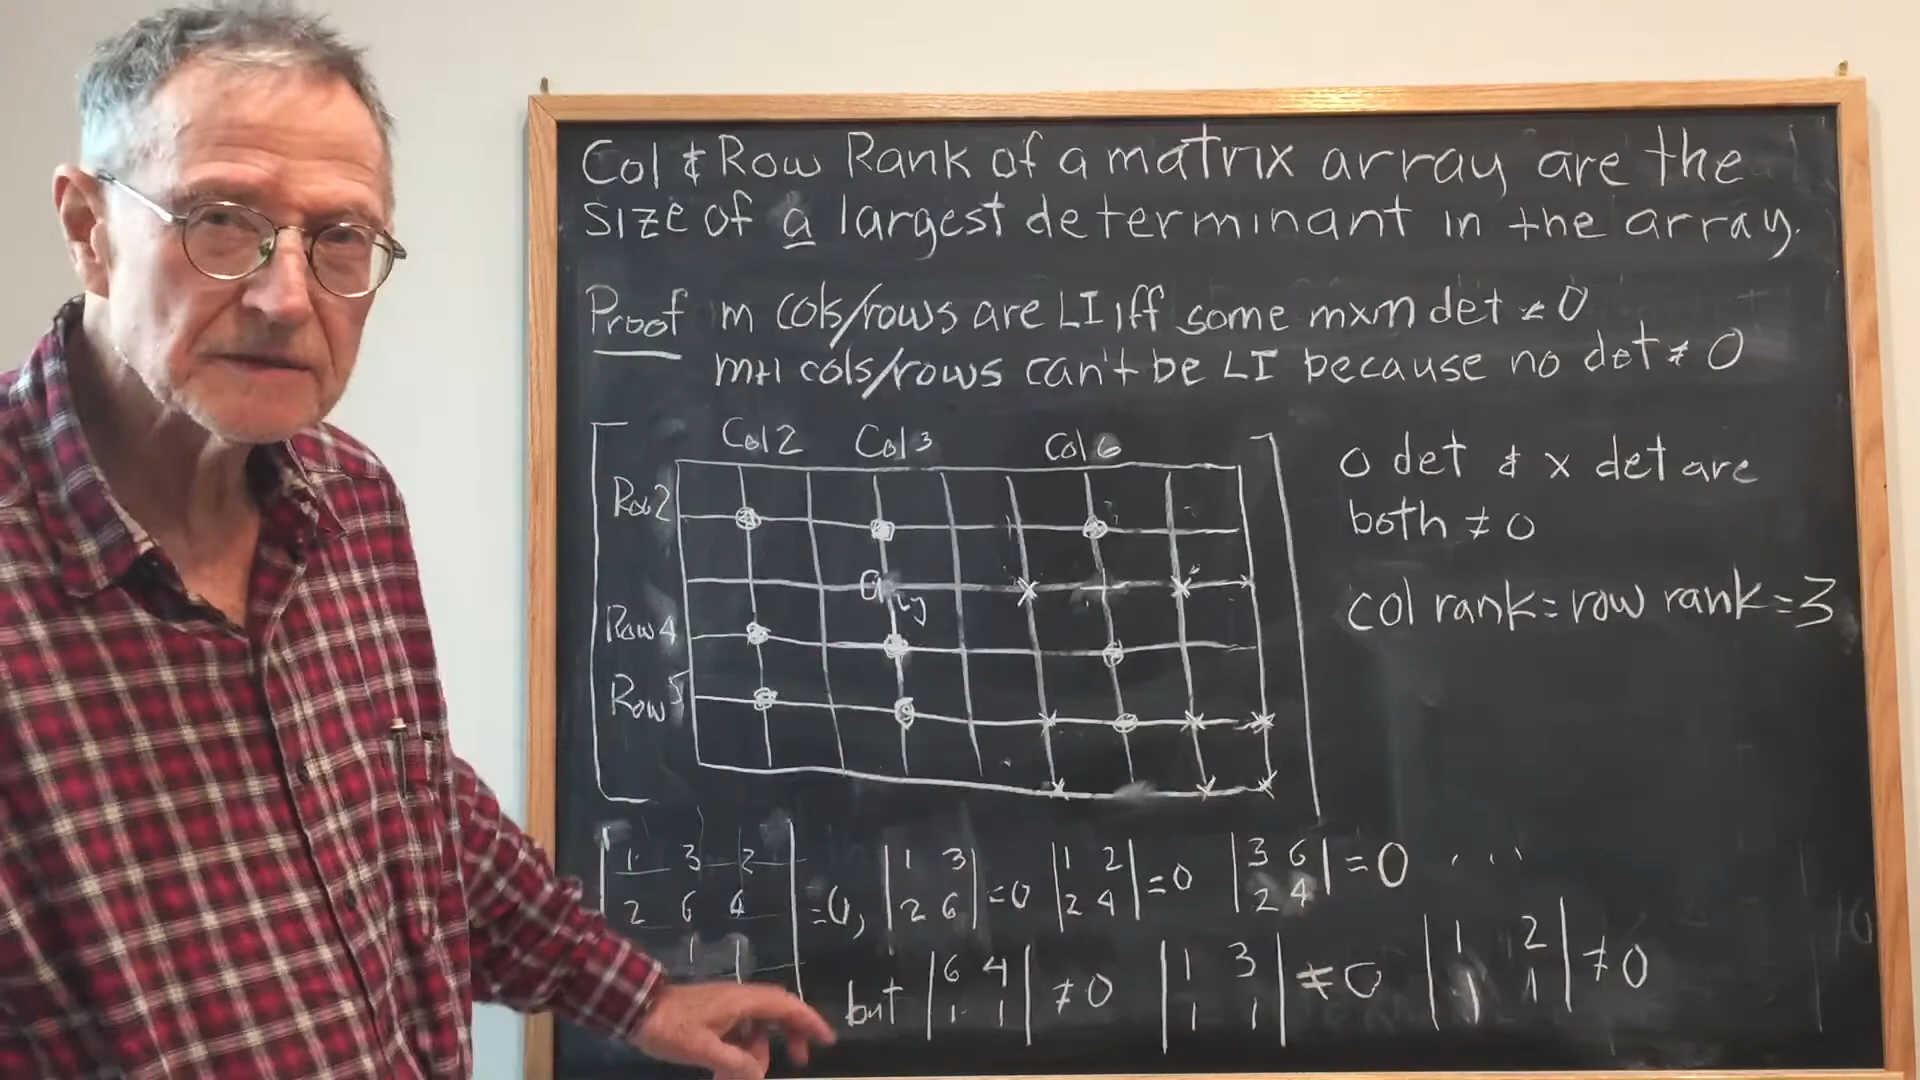 Col & Row Rank of a matrix array are the
size of a largest determinant in the array.
Proof m cols/rows are LI iff some mxm det ≠ 0
m+1 cols/rows can't be LI because no det ≠ 0
Col 2 Col 3 Col 6
Row 2
aij
Row 4
Row 5
O det & x det are
both ≠ 0
col rank = row rank = 3
1 3 2
2 6 4 = 0,
1 1
1 3
2 6 = 0
1 2
2 4 = 0
3 6
2 4 = 0 ...
but
6 4
1 1 ≠ 0
1 3
1 1 ≠ 0
1 2
1 1 ≠ 0